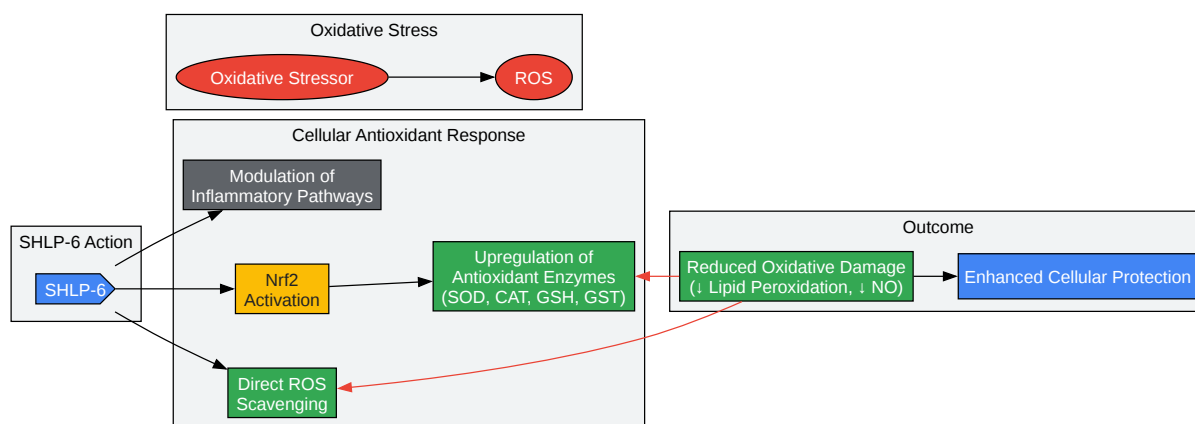 Oxidative Stress
Oxidative Stressor
ROS
Cellular Antioxidant Response
Modulation of
Inflammatory Pathways
SHLP-6 Action
SHLP-6
Nrf2
Activation
Upregulation of
Antioxidant Enzymes
(SOD, CAT, GSH, GST)
Direct ROS
Scavenging
Outcome
Reduced Oxidative Damage
(↓ Lipid Peroxidation, ↓ NO)
Enhanced Cellular Protection